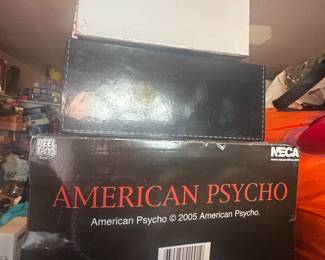 REEL TOYS
NECA
AMERICAN PSYCHO
American Psycho © 2005 American Psycho.